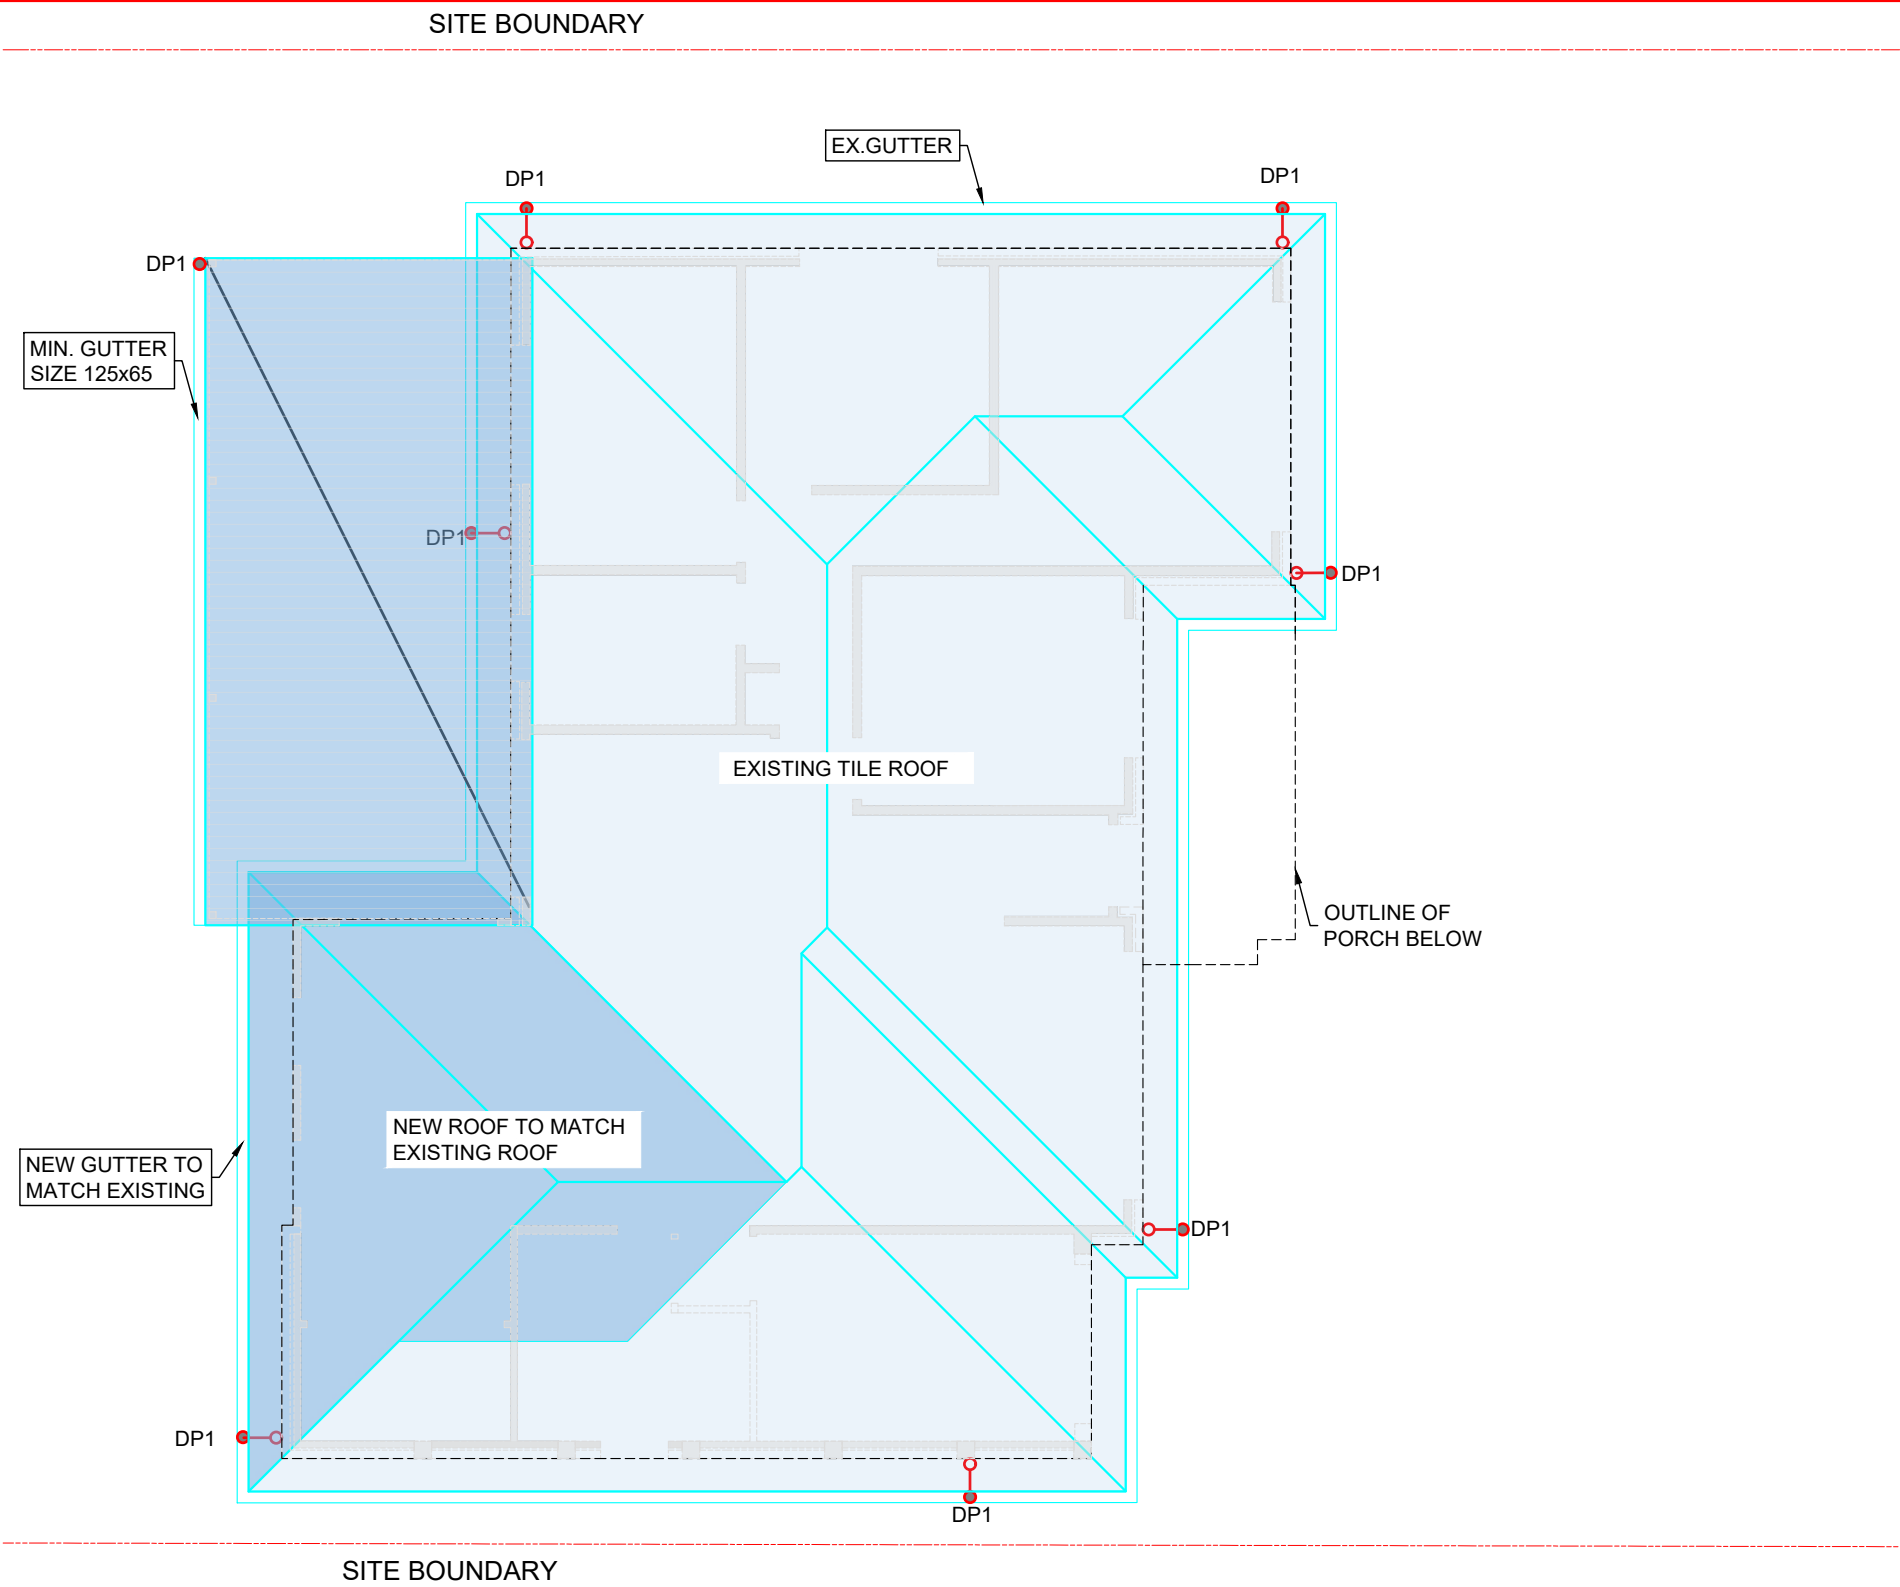 SITE BOUNDARY
EX.GUTTER
DP1
DP1
DP1
MIN. GUTTER
SIZE 125x65
DP1
DP1
EXISTING TILE ROOF
OUTLINE OF
PORCH BELOW
NEW ROOF TO MATCH
EXISTING ROOF
NEW GUTTER TO
MATCH EXISTING
DP1
DP1
DP1
SITE BOUNDARY